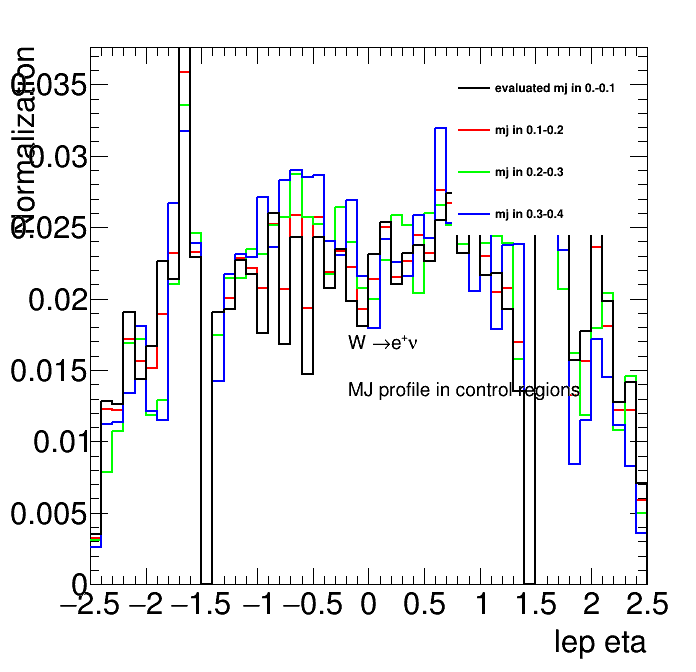 Normalization
0.035
0.03
0.025
0.02
0.015
0.01
0.005
0
evaluated mj in 0.-0.1
mj in 0.1-0.2
mj in 0.2-0.3
mj in 0.3-0.4
W →e⁺ν
MJ profile in control regions
−2.5 −2 −1.5 −1 −0.5 0 0.5 1 1.5 2 2.5
lep eta